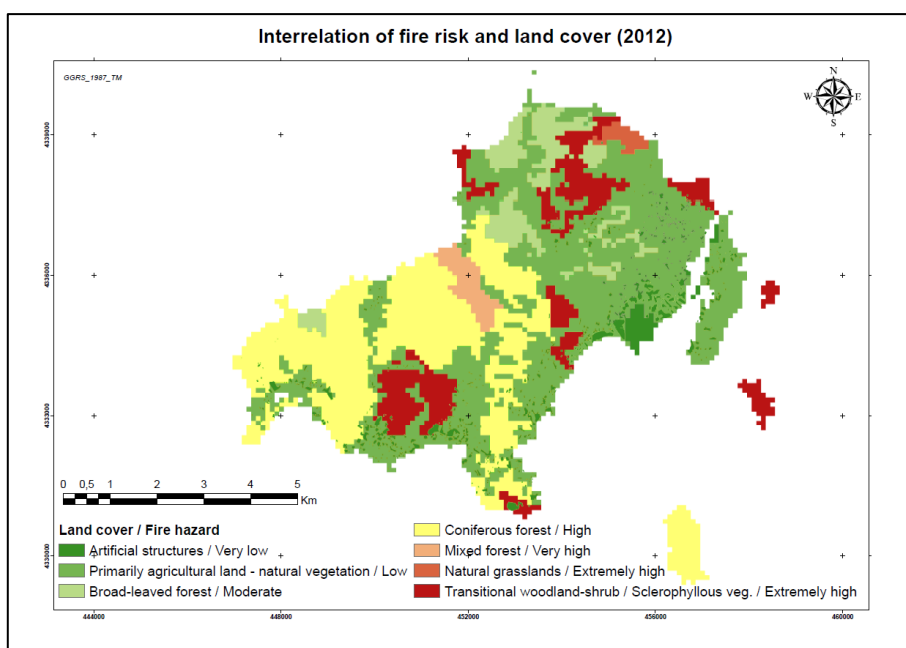 Interrelation of fire risk and land cover (2012)
GGRS_1987_TM
N
W E
S
4339000
4336000
4333000
4330000
0 0,5 1 2 3 4 5
Km
Land cover / Fire hazard
Artificial structures / Very low
Primarily agricultural land - natural vegetation / Low
Broad-leaved forest / Moderate
Coniferous forest / High
Mixed forest / Very high
Natural grasslands / Extremely high
Transitional woodland-shrub / Sclerophyllous veg. / Extremely high
444000 448000 452000 456000 460000